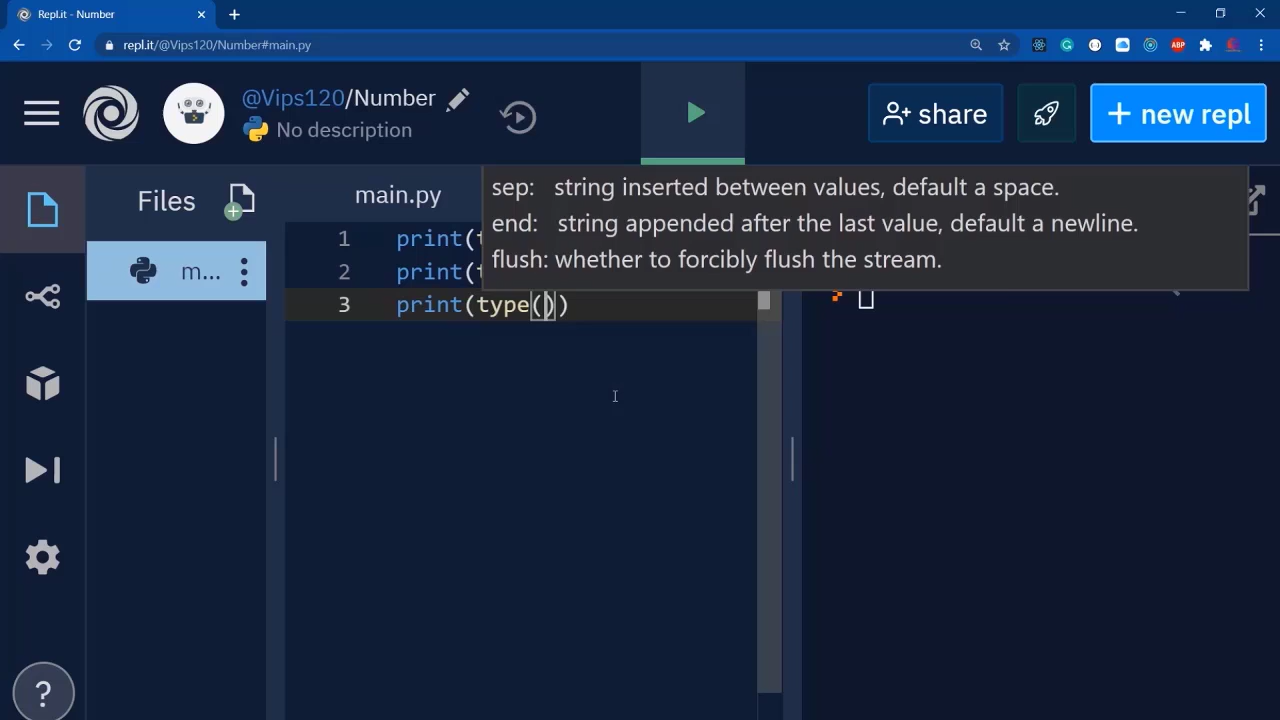 Repl.it - Number
repl.it/@Vips120/Number#main.py
ABP
@Vips120/Number
No description
share
+ new repl
Files
main.py
sep: string inserted between values, default a space.
end: string appended after the last value, default a newline.
flush: whether to forcibly flush the stream.
m...
1 print(t
2 print(t
3 print(type())
?